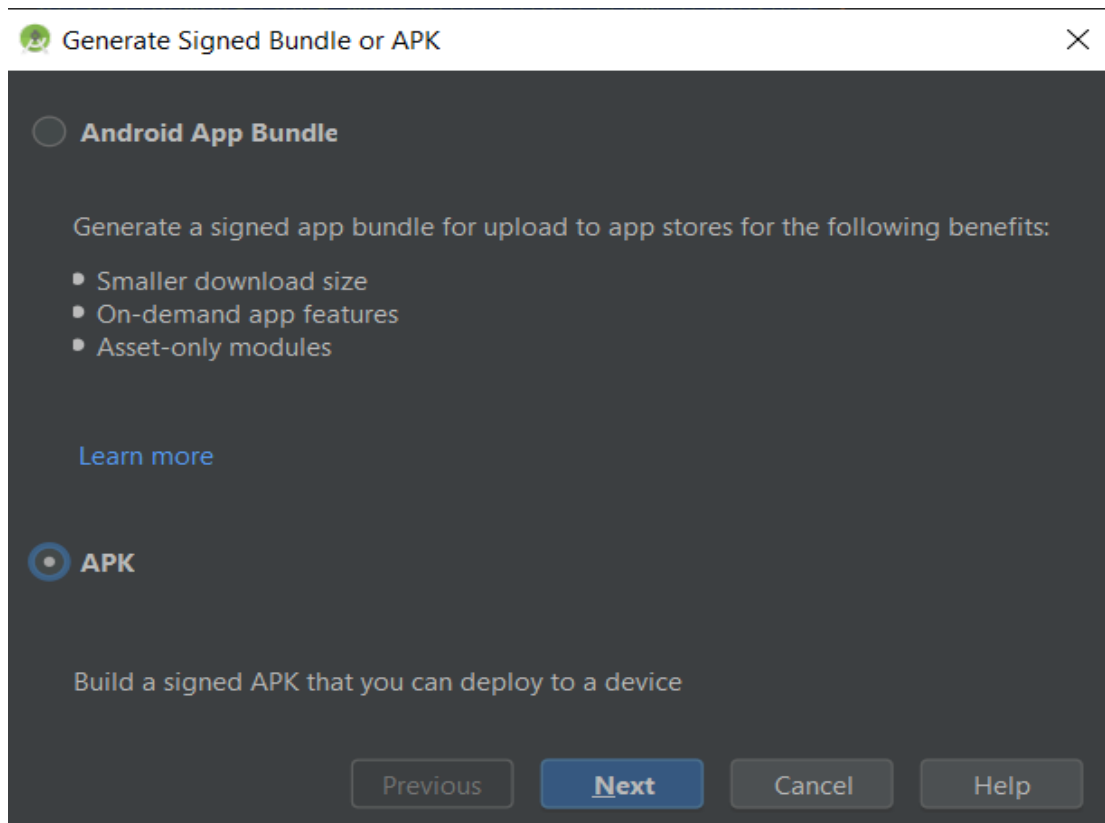 Generate Signed Bundle or APK
Android App Bundle
Generate a signed app bundle for upload to app stores for the following benefits:
Smaller download size
On-demand app features
Asset-only modules
Learn more
APK
Build a signed APK that you can deploy to a device
Previous Next Cancel Help